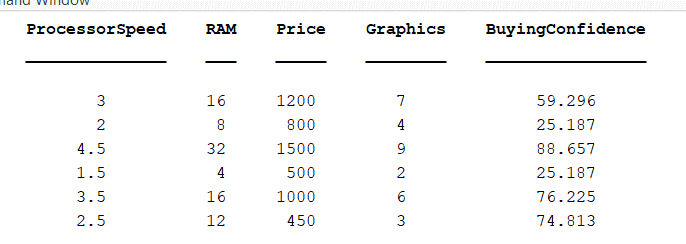 Window
ProcessorSpeed RAM Price Graphics BuyingConfidence
3 16 1200 7 59.296
2 8 800 4 25.187
4.5 32 1500 9 88.657
1.5 4 500 2 25.187
3.5 16 1000 6 76.225
2.5 12 450 3 74.813